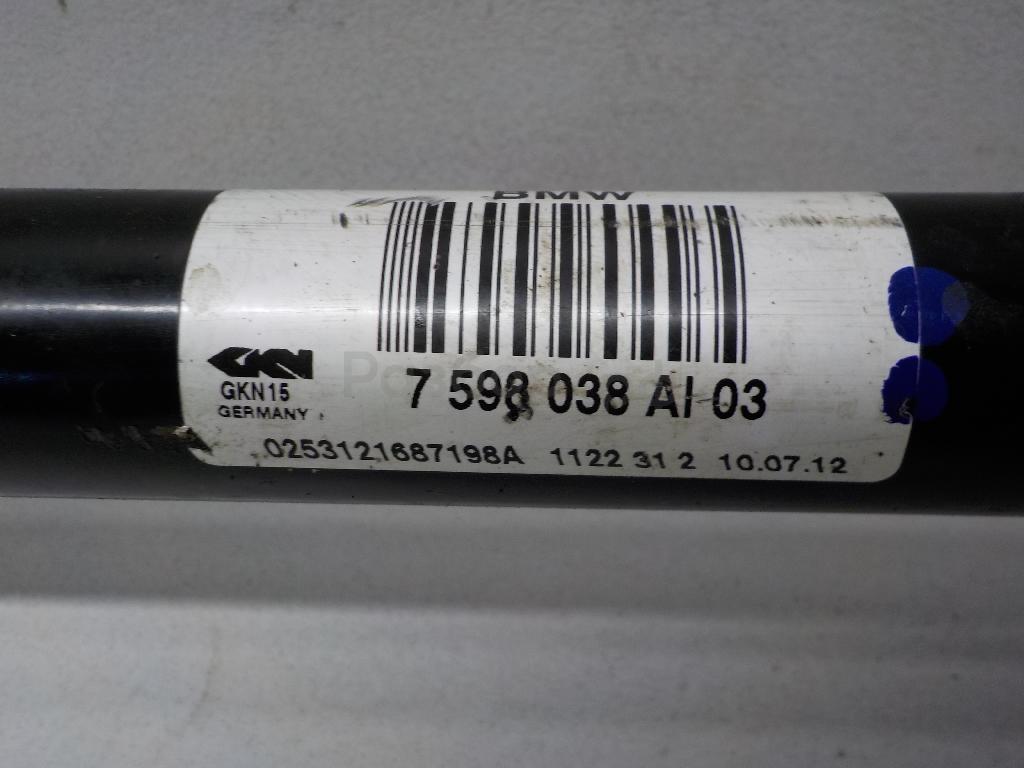 BMW
GKN
GKN15
GERMANY
7 598 038 AI 03
0253121687198A 1122 31 2 10.07.12